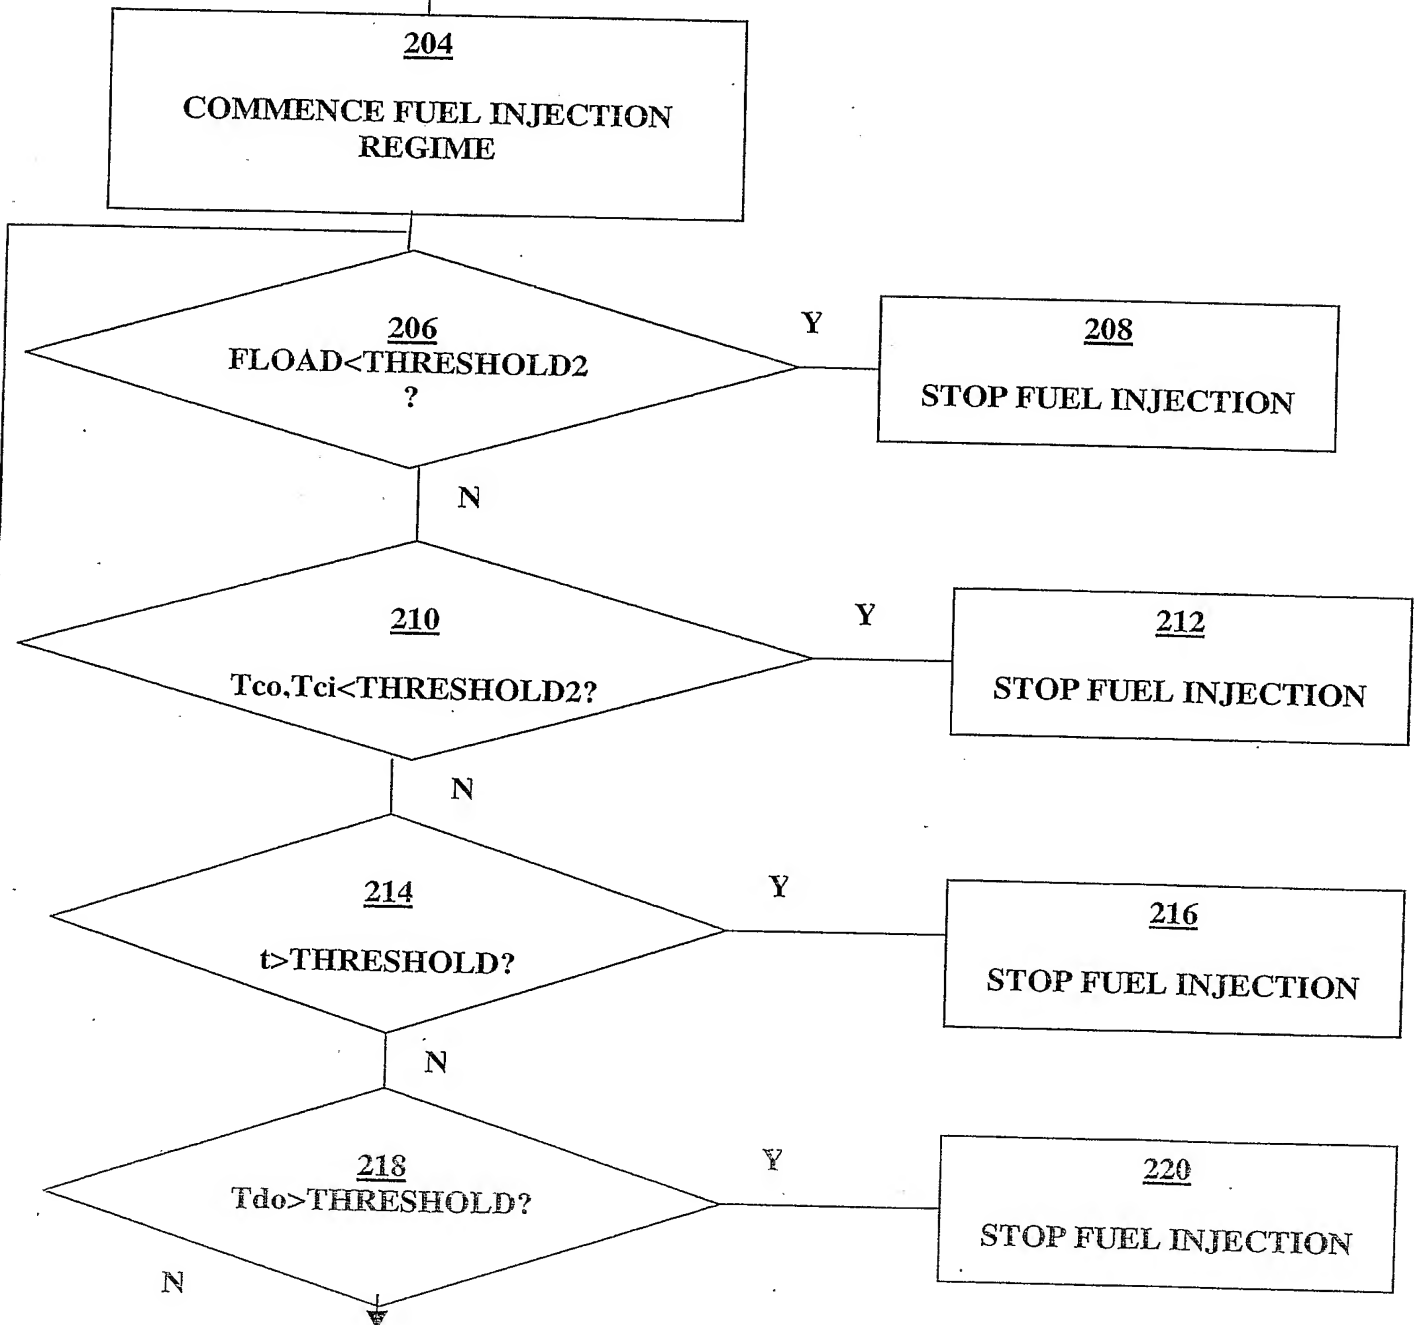 204
COMMENCE FUEL INJECTION
REGIME
206
FLOAD<THRESHOLD2
?
Y
208
STOP FUEL INJECTION
N
210
Tco,Tci<THRESHOLD2?
Y
212
STOP FUEL INJECTION
N
214
t>THRESHOLD?
Y
216
STOP FUEL INJECTION
N
218
Tdo>THRESHOLD?
Y
220
STOP FUEL INJECTION
N